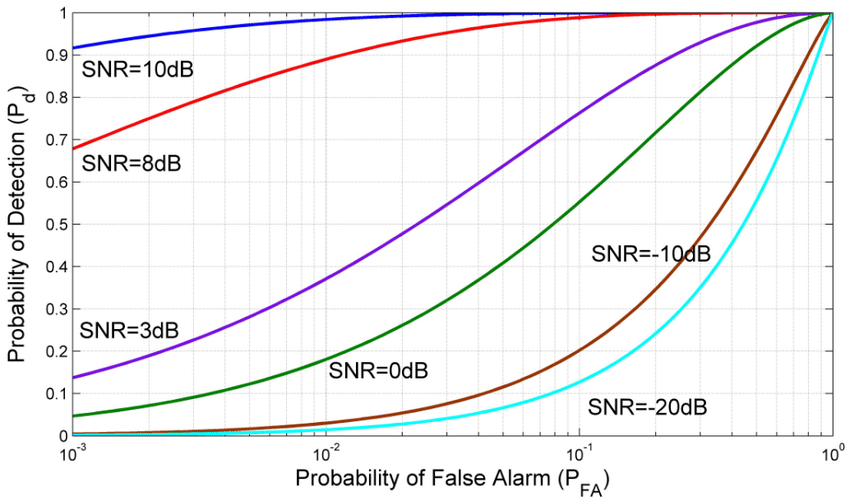 1
0.9
0.8
0.7
0.6
0.5
0.4
0.3
0.2
0.1
0
Probability of Detection (Pd)
SNR=10dB
SNR=8dB
SNR=-10dB
SNR=3dB
SNR=0dB
SNR=-20dB
10-3 10-2 10-1 100
Probability of False Alarm (PFA)